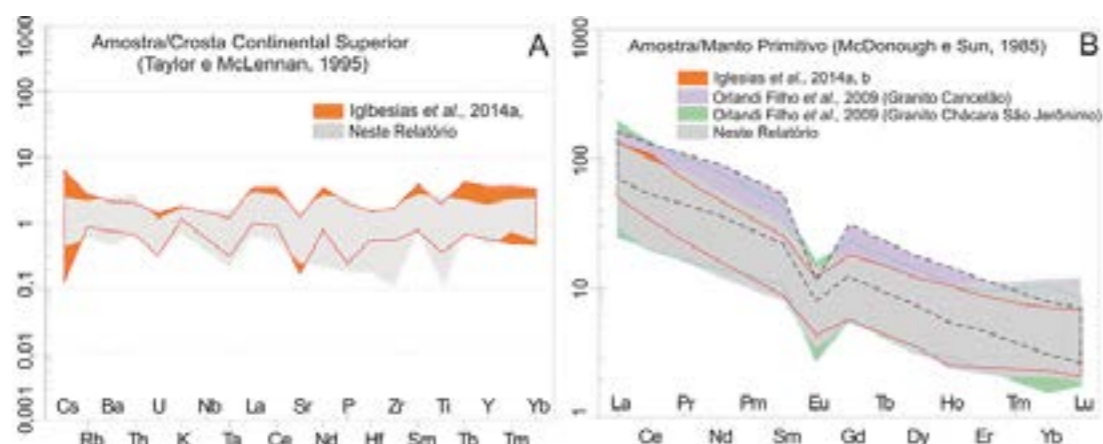 Amostra/Crosta Continental Superior
(Taylor e McLennan, 1995)
A
Iglbesias et al., 2014a,
Neste Relatório
1000
100
10
1
0,1
0,01
0,001
Cs Ba U Nb La Sr P Zr Ti Y Yb
Rb Th K Ta Ce Nd Hf Sm Tb Tm
Amostra/Manto Primitivo (McDonough e Sun, 1985)
B
Iglesias et al., 2014a, b
Orlandi Filho et al., 2009 (Granito Cancelão)
Orlandi Filho et al., 2009 (Granito Chácara São Jerônimo)
Neste Relatório
1000
100
10
1
La Pr Pm Eu Tb Ho Tm Lu
Ce Nd Sm Gd Dy Er Yb